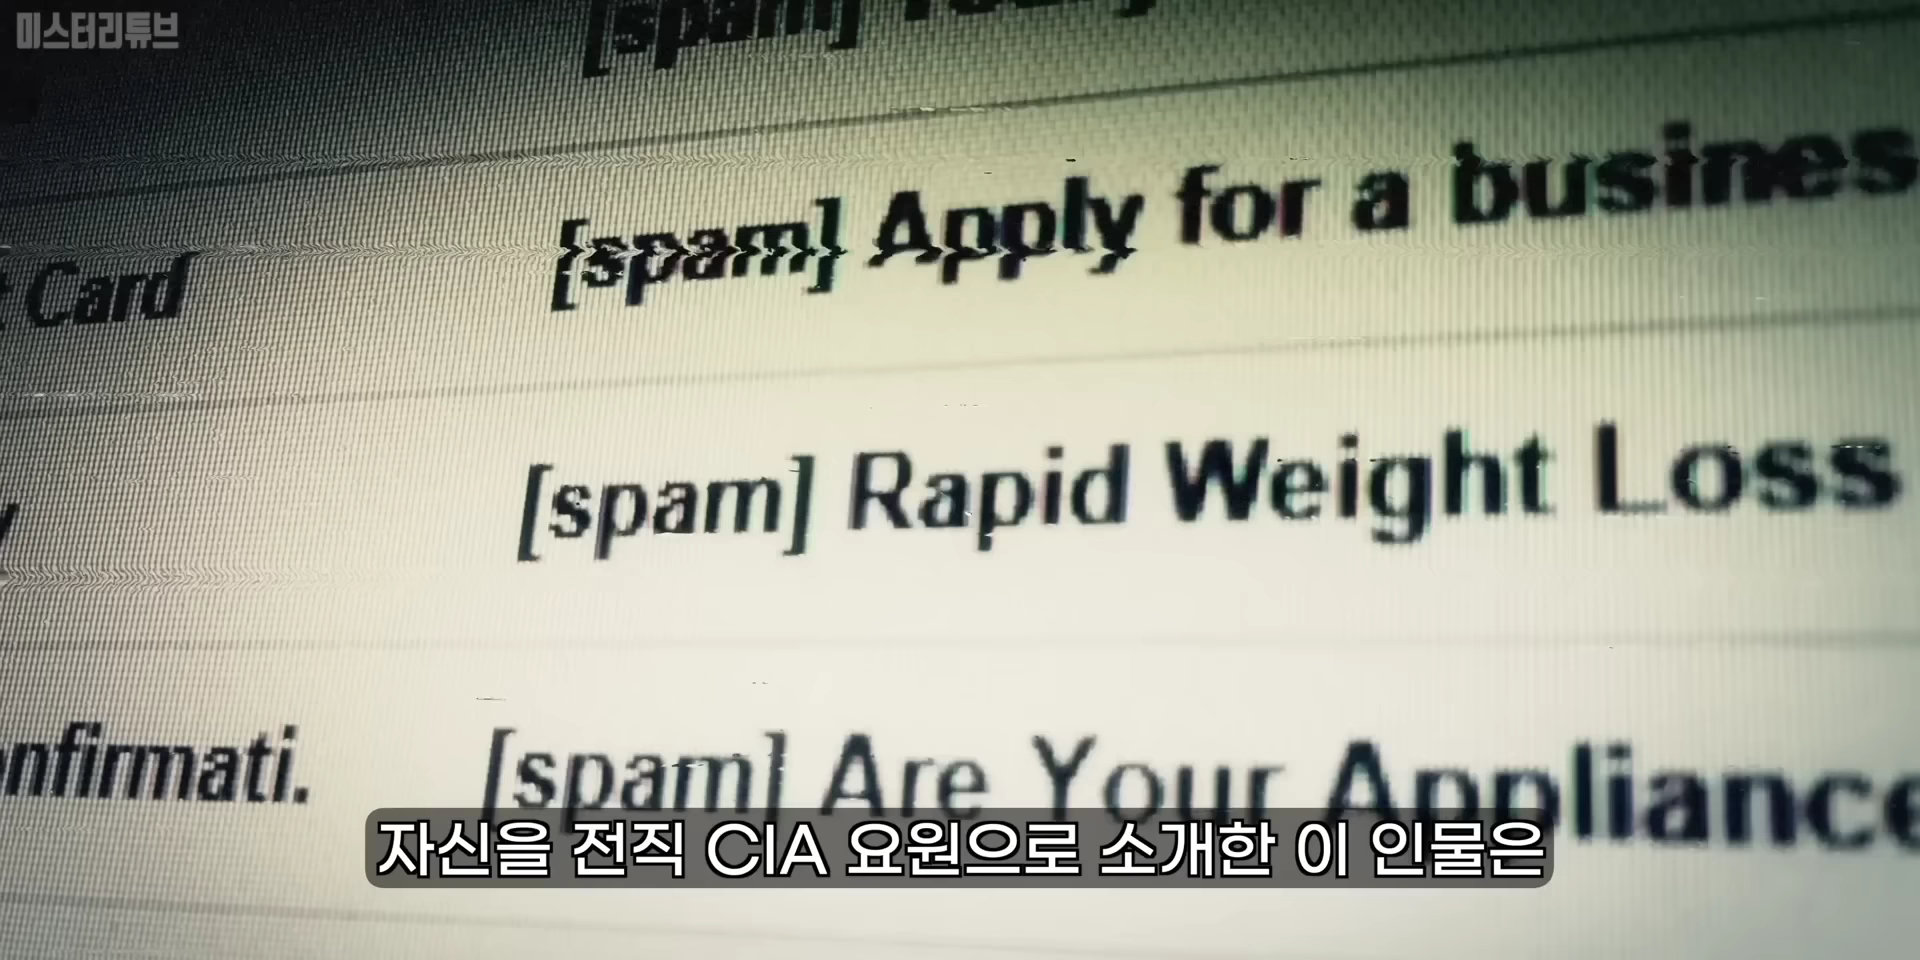 미스터리튜브
[spam]
[spam] Apply for a busines
Card
[spam] Rapid Weight Loss
y
nfirmati. [spam] Are Your Appliance
자신을 전직 CIA 요원으로 소개한 이 인물은